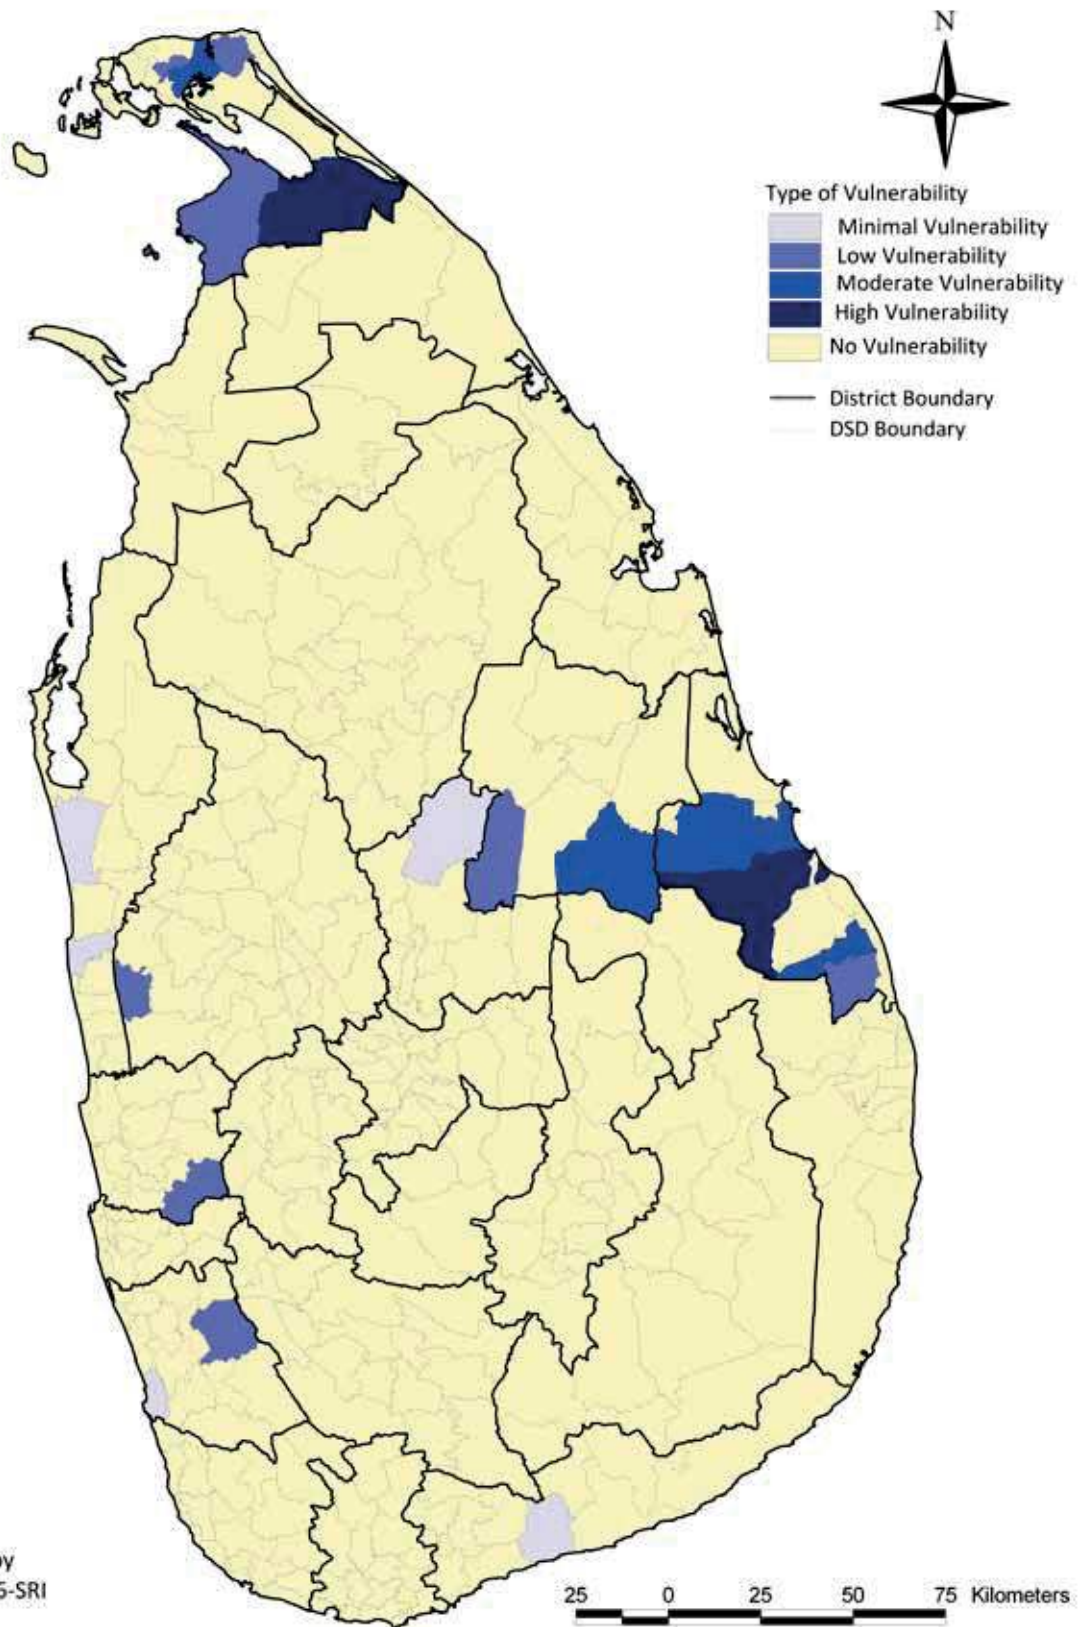 N
Type of Vulnerability
Minimal Vulnerability
Low Vulnerability
Moderate Vulnerability
High Vulnerability
No Vulnerability
District Boundary
DSD Boundary
-SRI
25 0 25 50 75 Kilometers